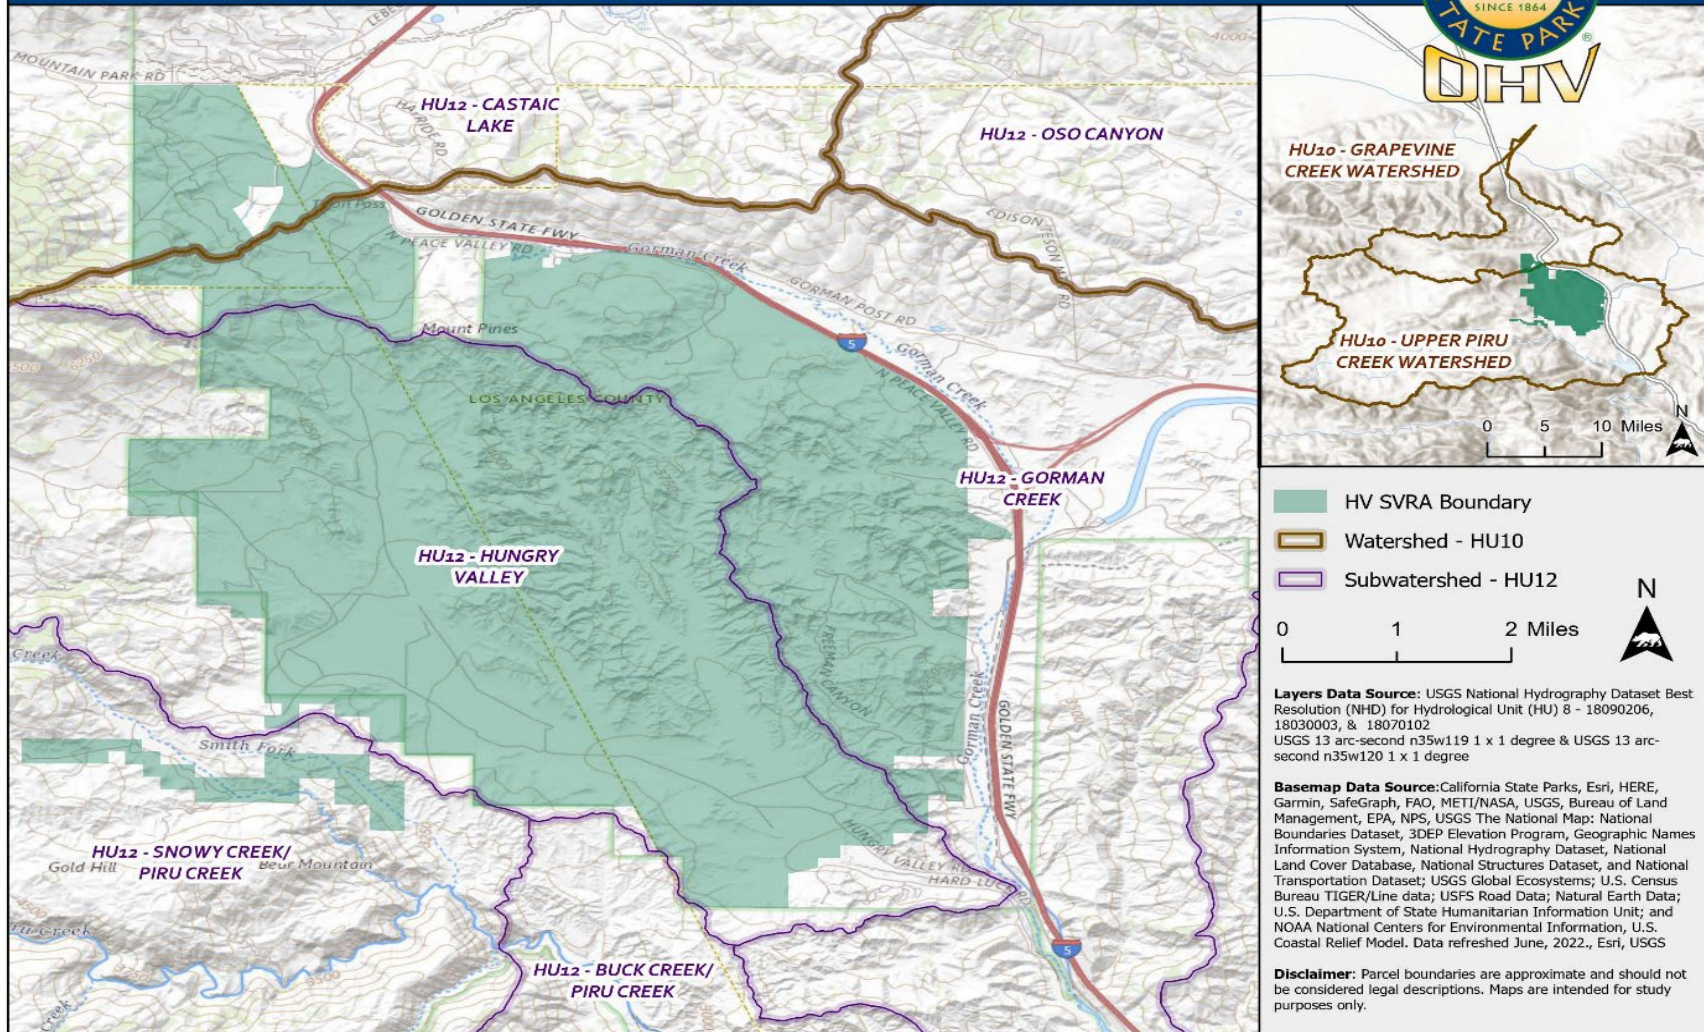 SINCE 1864
STATE PARK
®
OHV
LEBE
4000
MOUNTAIN PARK RD
HAYRIDE RD
HU12 - CASTAIC
LAKE
HU12 - OSO CANYON
Tejon Pass
GOLDEN STATE FWY
N PEACE VALLEY RD
Gorman Creek
EDISON
GORMAN POST RD
Mount Pines
5
Gorman Creek
N PEACE VALLEY RD
LOS ANGELES COUNTY
HU12 - GORMAN
CREEK
HU12 - HUNGRY
VALLEY
FREEMAN CANYON
Creek
Smith Fork
Gorman Creek
GOLDEN STATE FWY
HUNGRY VALLEY RD
HARD LU
RD
HU12 - SNOWY CREEK/
PIRU CREEK
Gold Hill
Bear Mountain
4500
ru Creek
5
HU12 - BUCK CREEK/
PIRU CREEK
Creek
HU10 - GRAPEVINE
CREEK WATERSHED
HU10 - UPPER PIRU
CREEK WATERSHED
0 5 10 Miles
N
HV SVRA Boundary
Watershed - HU10
Subwatershed - HU12
N
0 1 2 Miles
Layers Data Source: USGS National Hydrography Dataset Best
Resolution (NHD) for Hydrological Unit (HU) 8 - 18090206,
18030003, & 18070102
USGS 13 arc-second n35w119 1 x 1 degree & USGS 13 arc-
second n35w120 1 x 1 degree
Basemap Data Source:California State Parks, Esri, HERE,
Garmin, SafeGraph, FAO, METI/NASA, USGS, Bureau of Land
Management, EPA, NPS, USGS The National Map: National
Boundaries Dataset, 3DEP Elevation Program, Geographic Names
Information System, National Hydrography Dataset, National
Land Cover Database, National Structures Dataset, and National
Transportation Dataset; USGS Global Ecosystems; U.S. Census
Bureau TIGER/Line data; USFS Road Data; Natural Earth Data;
U.S. Department of State Humanitarian Information Unit; and
NOAA National Centers for Environmental Information, U.S.
Coastal Relief Model. Data refreshed June, 2022., Esri, USGS
Disclaimer: Parcel boundaries are approximate and should not
be considered legal descriptions. Maps are intended for study
purposes only.